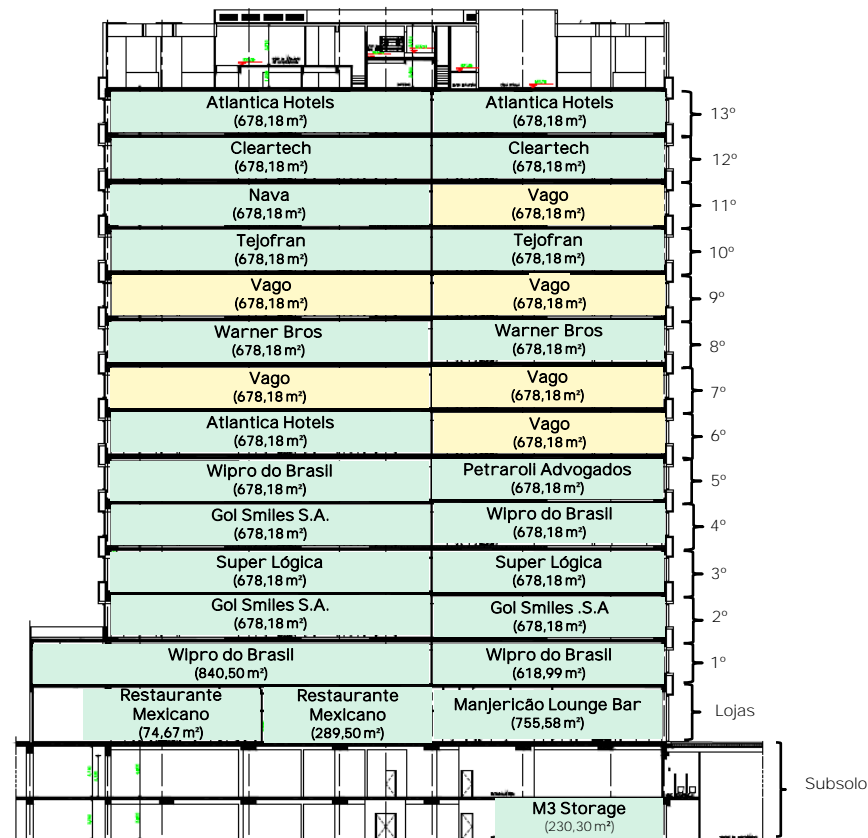 Atlantica Hotels
(678,18 m²)
Atlantica Hotels
(678,18 m²)
13º
Cleartech
(678,18 m²)
Cleartech
(678,18 m²)
12º
Nava
(678,18 m²)
Vago
(678,18 m²)
11º
Tejofran
(678,18 m²)
Tejofran
(678,18 m²)
10º
Vago
(678,18 m²)
Vago
(678,18 m²)
9º
Warner Bros
(678,18 m²)
Warner Bros
(678,18 m²)
8º
Vago
(678,18 m²)
Vago
(678,18 m²)
7º
Atlantica Hotels
(678,18 m²)
Vago
(678,18 m²)
6º
Wipro do Brasil
(678,18 m²)
Petraroli Advogados
(678,18 m²)
5º
Gol Smiles S.A.
(678,18 m²)
Wipro do Brasil
(678,18 m²)
4º
Super Lógica
(678,18 m²)
Super Lógica
(678,18 m²)
3º
Gol Smiles S.A.
(678,18 m²)
Gol Smiles .S.A
(678,18 m²)
2º
Wipro do Brasil
(840,50 m²)
Wipro do Brasil
(618,99 m²)
1º
Restaurante
Mexicano
(74,67 m²)
Restaurante
Mexicano
(289,50 m²)
Manjericão Lounge Bar
(755,58 m²)
Lojas
Subsolo
M3 Storage
(230,30 m²)